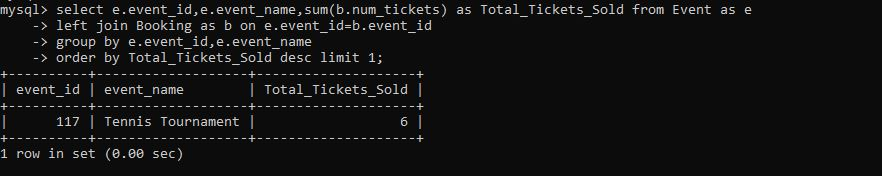 mysql> select e.event_id,e.event_name,sum(b.num_tickets) as Total_Tickets_Sold from Event as e
    -> left join Booking as b on e.event_id=b.event_id
    -> group by e.event_id,e.event_name
    -> order by Total_Tickets_Sold desc limit 1;
+----------+-------------------+--------------------+
| event_id | event_name        | Total_Tickets_Sold |
+----------+-------------------+--------------------+
|      117 | Tennis Tournament |                  6 |
+----------+-------------------+--------------------+
1 row in set (0.00 sec)